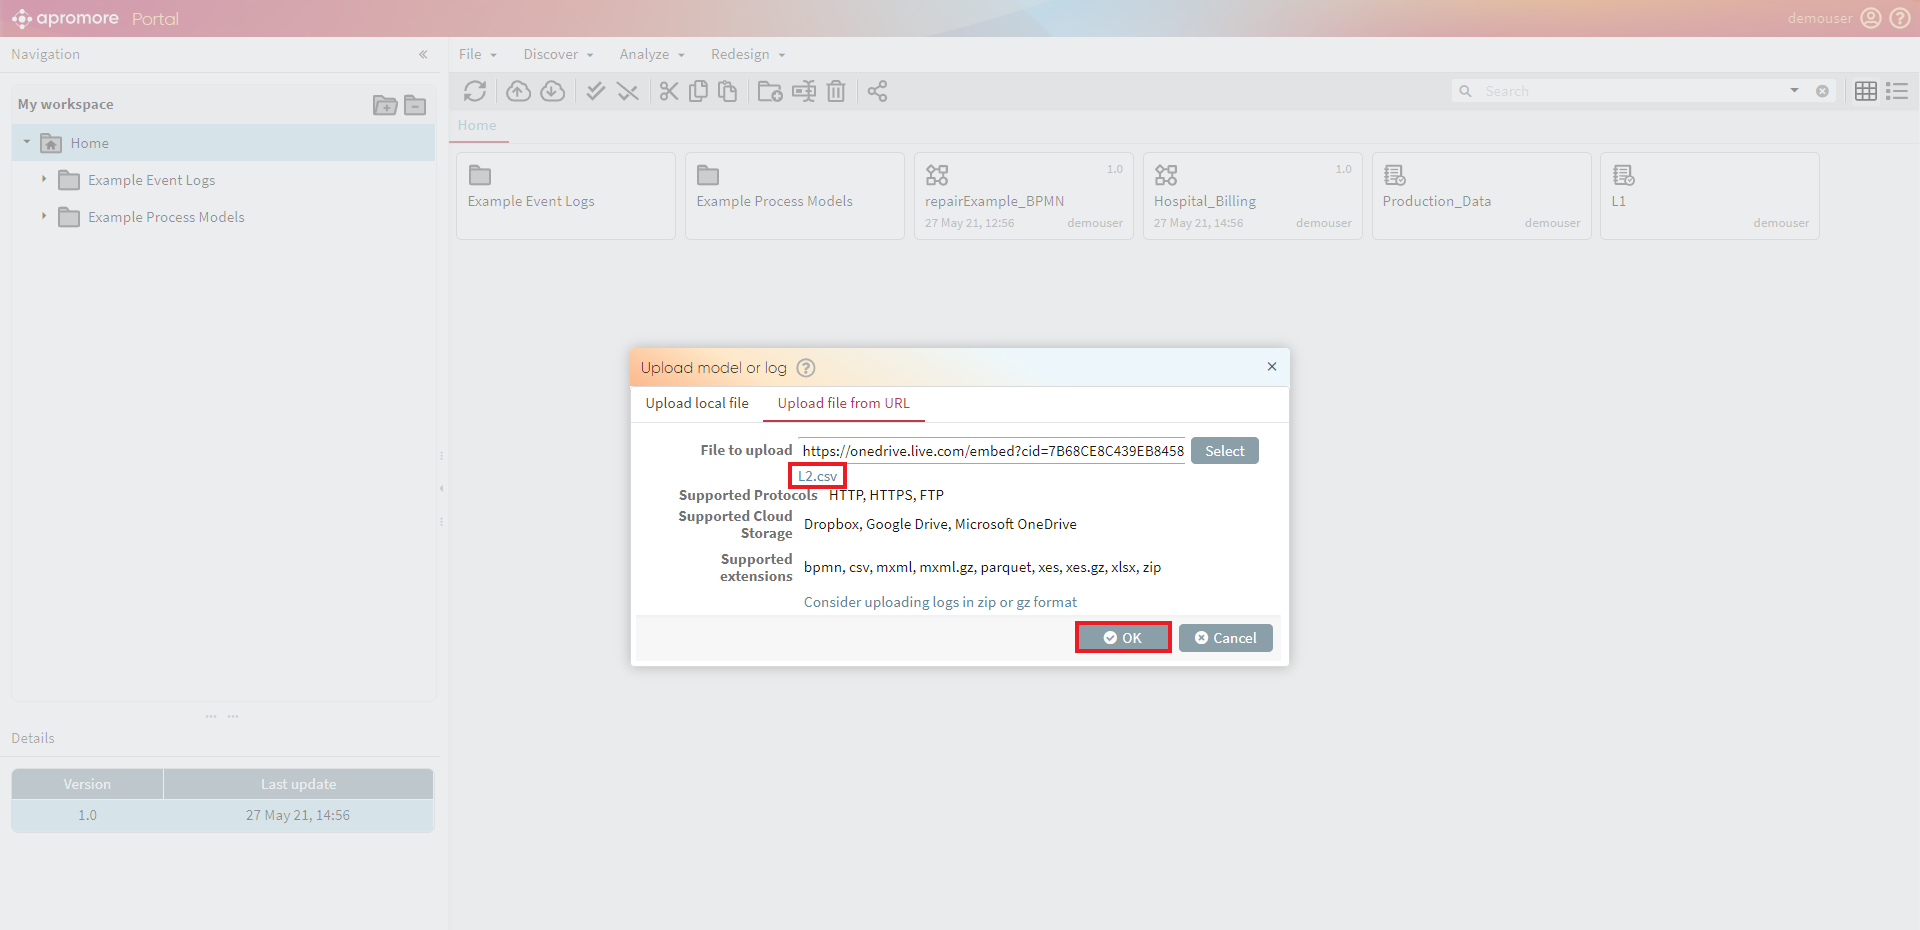 apromore Portal
demouser
Navigation
File
Discover
Analyze
Redesign
My workspace
Search
Home
Home
Example Event Logs
Example Process Models
Example Event Logs
Example Process Models
1.0
repairExample_BPMN
27 May 21, 12:56 demouser
1.0
Hospital_Billing
27 May 21, 14:56 demouser
Production_Data
demouser
L1
demouser
Upload model or log
Upload local file
Upload file from URL
File to upload https://onedrive.live.com/embed?cid=7B68CE8C439EB8458 Select
L2.csv
Supported Protocols HTTP, HTTPS, FTP
Supported Cloud
Storage
Dropbox, Google Drive, Microsoft OneDrive
Supported
extensions
bpmn, csv, mxml, mxml.gz, parquet, xes, xes.gz, xlsx, zip
Consider uploading logs in zip or gz format
OK
Cancel
Details
Version Last update
1.0 27 May 21, 14:56